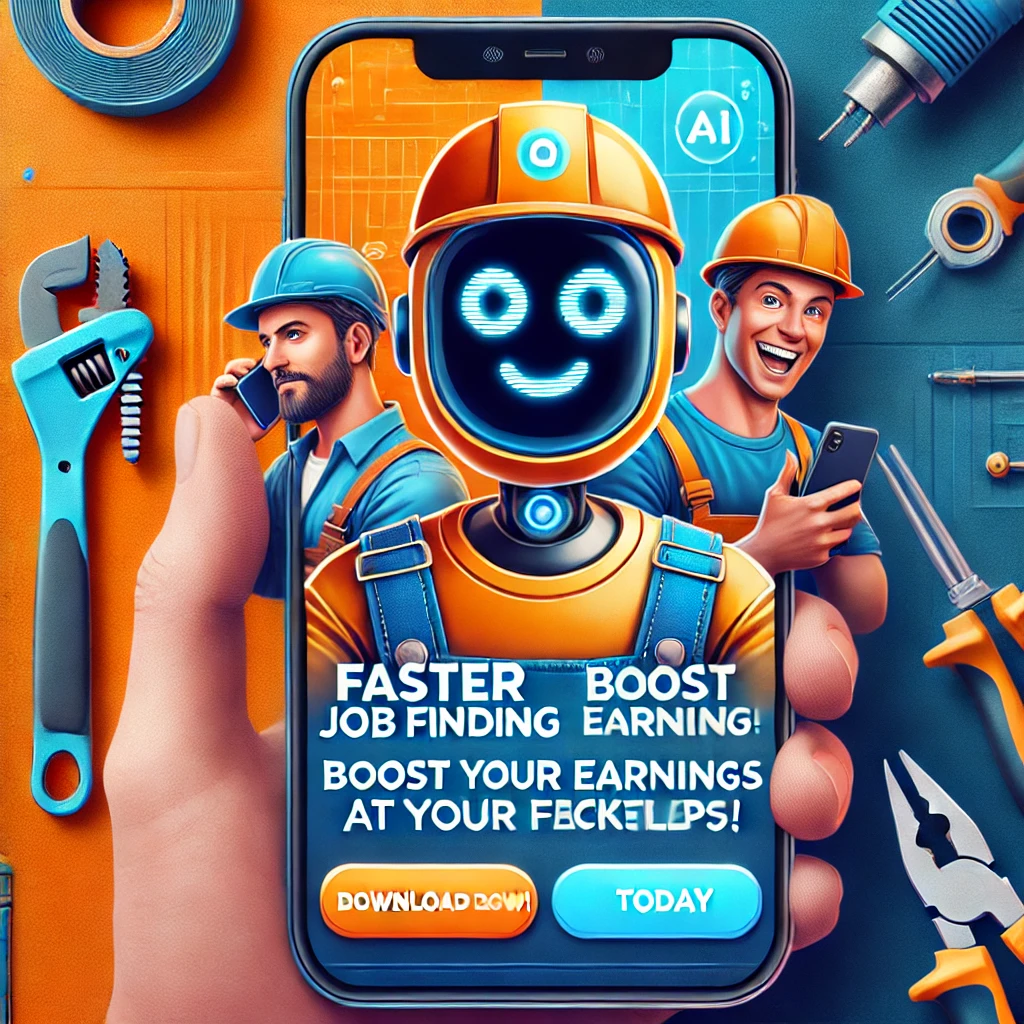 AI
FASTER BOOST
JOB FINDING EARNING!
BOOST YOUR EARNINGS
AT YOUR
DOWNLOAD
TODAY